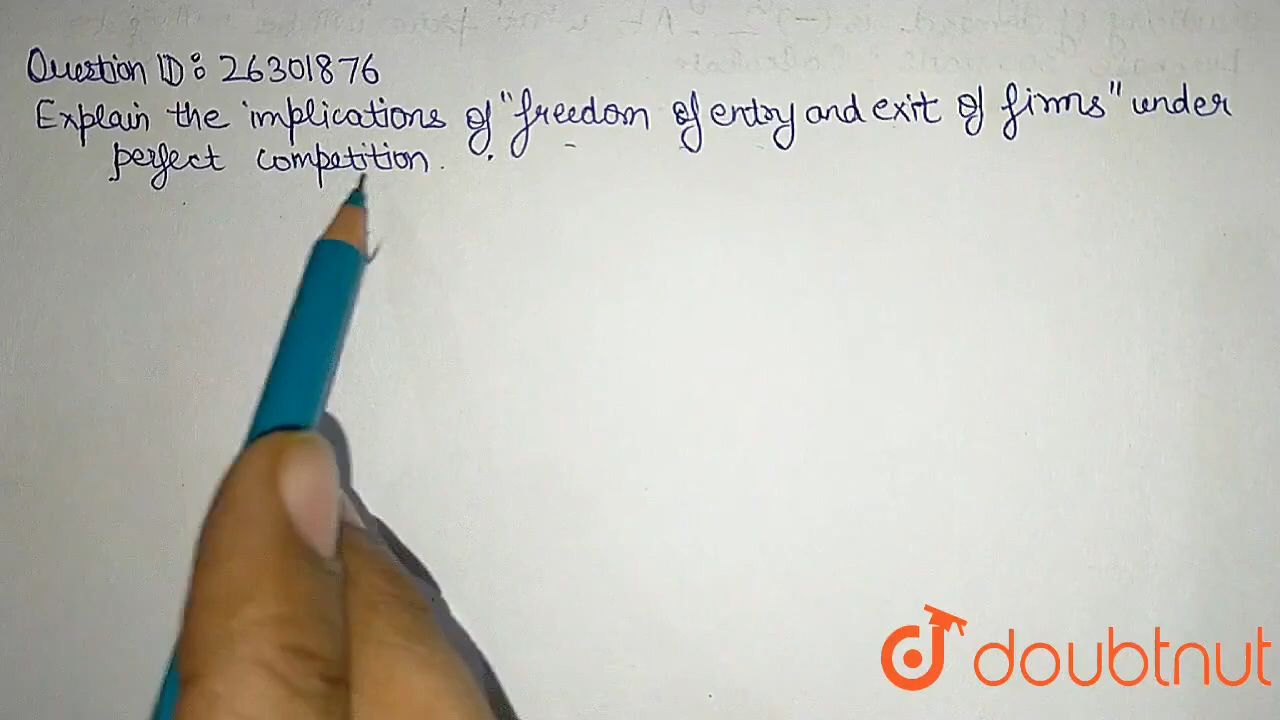 Question ID: 26301876
Explain the implications of "freedom of entry and exit of firms" under
perfect competition.
doubtnut